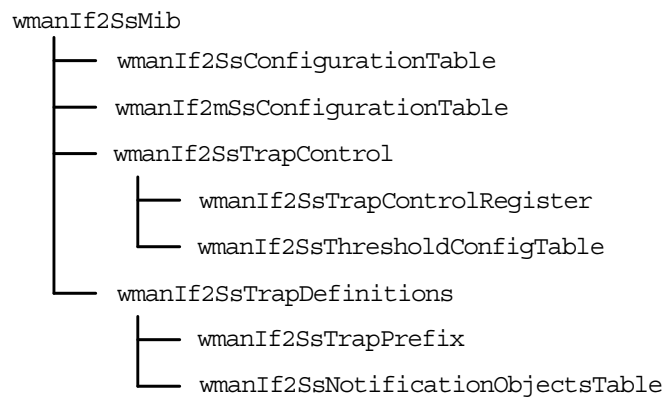 wmanIf2SsMib
wmanIf2SsConfigurationTable
wmanIf2mSsConfigurationTable
wmanIf2SsTrapControl
wmanIf2SsTrapControlRegister
wmanIf2SsThresholdConfigTable
wmanIf2SsTrapDefinitions
wmanIf2SsTrapPrefix
wmanIf2SsNotificationObjectsTable